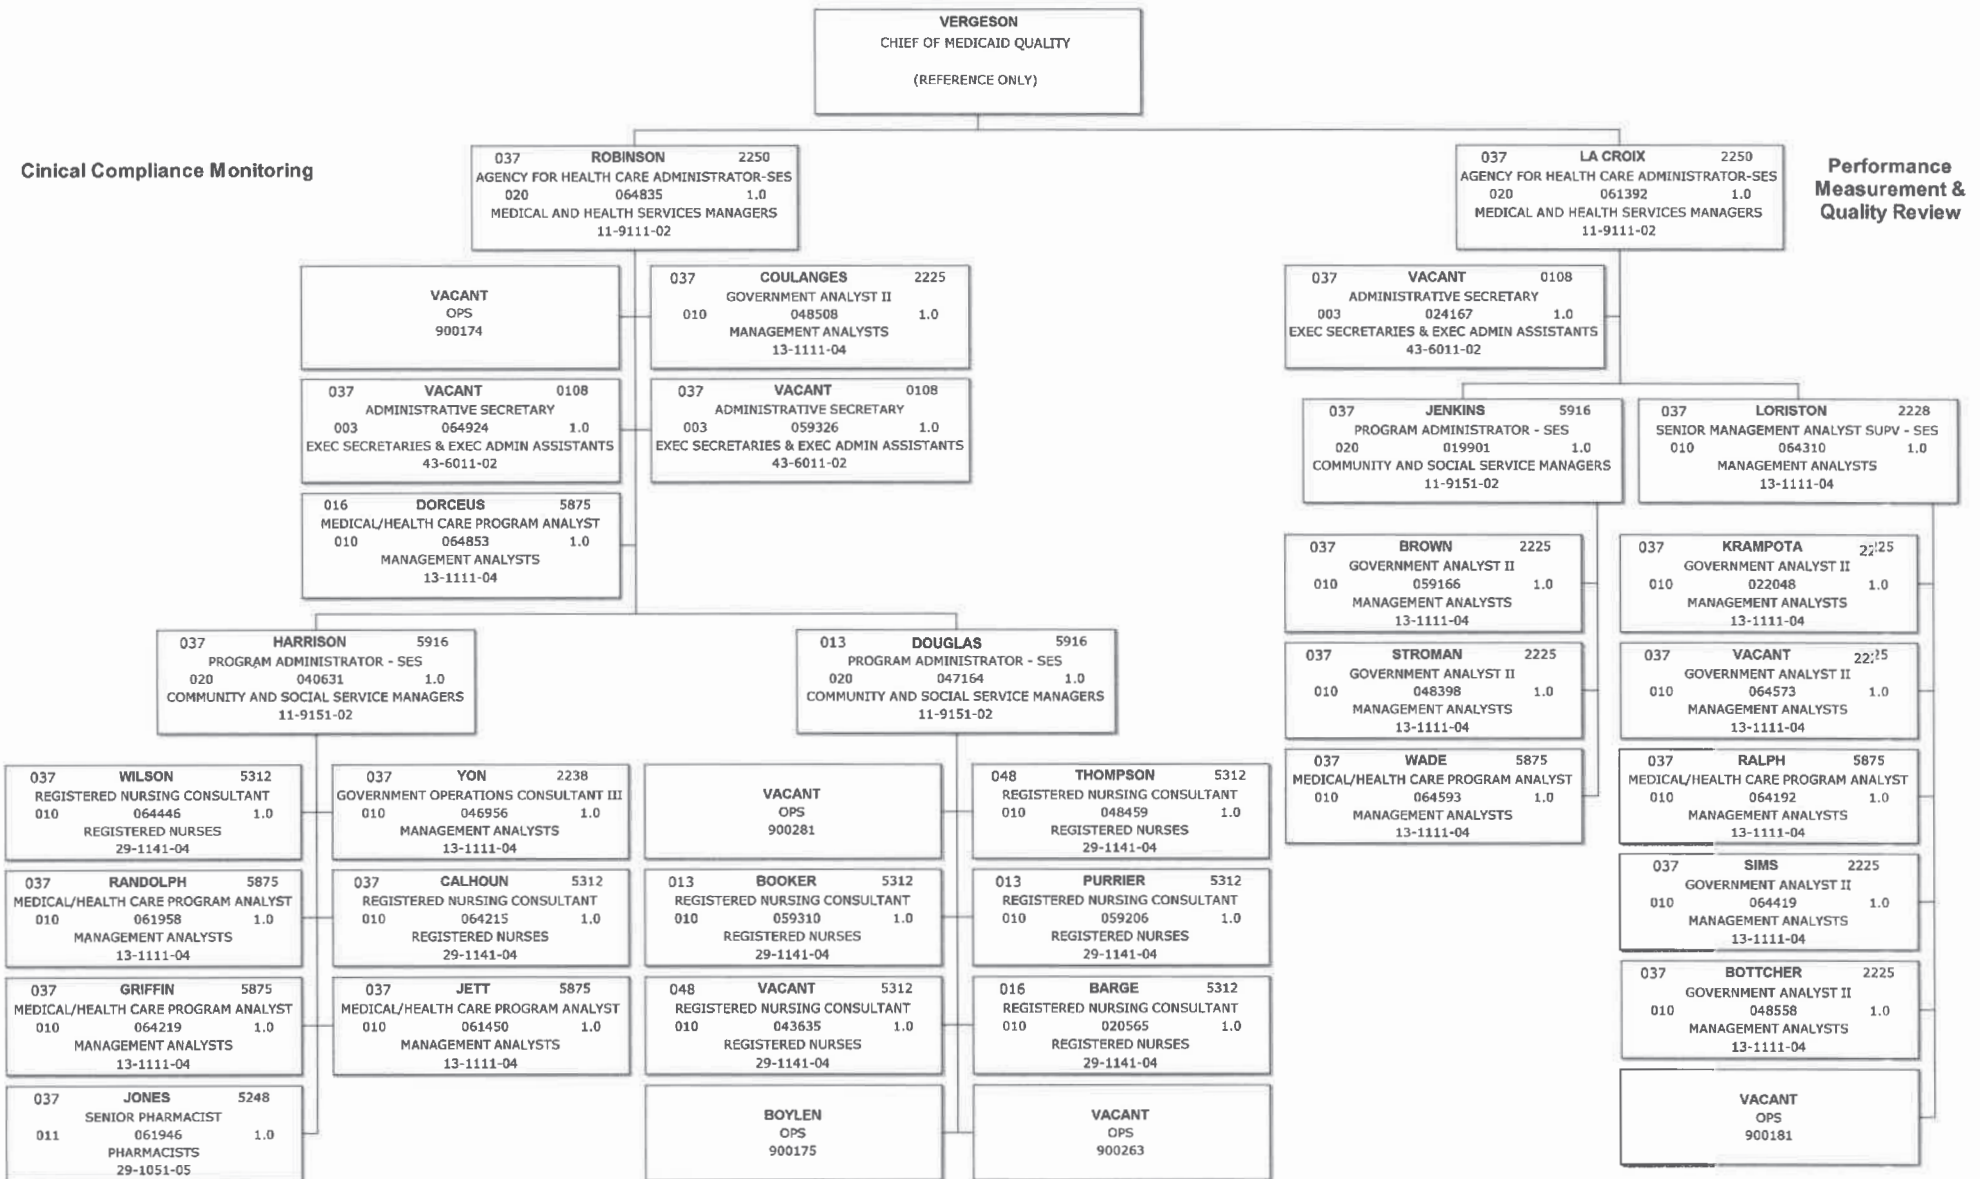 VERGESON
CHIEF OF MEDICAID QUALITY
(REFERENCE ONLY)
Cinical Compliance Monitoring
037 ROBINSON 2250
AGENCY FOR HEALTH CARE ADMINISTRATOR-SES
020 064835 1.0
MEDICAL AND HEALTH SERVICES MANAGERS
11-9111-02
037 LA CROIX 2250
AGENCY FOR HEALTH CARE ADMINISTRATOR-SES
020 061392 1.0
MEDICAL AND HEALTH SERVICES MANAGERS
11-9111-02
Performance
Measurement &
Quality Review
VACANT
OPS
900174
037 COULANGES 2225
GOVERNMENT ANALYST II
010 048508 1.0
MANAGEMENT ANALYSTS
13-1111-04
037 VACANT 0108
ADMINISTRATIVE SECRETARY
003 024167 1.0
EXEC SECRETARIES & EXEC ADMIN ASSISTANTS
43-6011-02
037 VACANT 0108
ADMINISTRATIVE SECRETARY
003 064924 1.0
EXEC SECRETARIES & EXEC ADMIN ASSISTANTS
43-6011-02
037 VACANT 0108
ADMINISTRATIVE SECRETARY
003 059326 1.0
EXEC SECRETARIES & EXEC ADMIN ASSISTANTS
43-6011-02
037 JENKINS 5916
PROGRAM ADMINISTRATOR - SES
020 019901 1.0
COMMUNITY AND SOCIAL SERVICE MANAGERS
11-9151-02
037 LORISTON 2228
SENIOR MANAGEMENT ANALYST SUPV - SES
010 064310 1.0
MANAGEMENT ANALYSTS
13-1111-04
016 DORCEUS 5875
MEDICAL/HEALTH CARE PROGRAM ANALYST
010 064853 1.0
MANAGEMENT ANALYSTS
13-1111-04
037 HARRISON 5916
PROGRAM ADMINISTRATOR - SES
020 040631 1.0
COMMUNITY AND SOCIAL SERVICE MANAGERS
11-9151-02
013 DOUGLAS 5916
PROGRAM ADMINISTRATOR - SES
020 047164 1.0
COMMUNITY AND SOCIAL SERVICE MANAGERS
11-9151-02
037 WILSON 5312
REGISTERED NURSING CONSULTANT
010 064446 1.0
REGISTERED NURSES
29-1141-04
037 YON 2238
GOVERNMENT OPERATIONS CONSULTANT III
010 046956 1.0
MANAGEMENT ANALYSTS
13-1111-04
037 RANDOLPH 5875
MEDICAL/HEALTH CARE PROGRAM ANALYST
010 061958 1.0
MANAGEMENT ANALYSTS
13-1111-04
037 CALHOUN 5312
REGISTERED NURSING CONSULTANT
010 064215 1.0
REGISTERED NURSES
29-1141-04
037 GRIFFIN 5875
MEDICAL/HEALTH CARE PROGRAM ANALYST
010 064219 1.0
MANAGEMENT ANALYSTS
13-1111-04
037 JETT 5875
MEDICAL/HEALTH CARE PROGRAM ANALYST
010 061450 1.0
MANAGEMENT ANALYSTS
13-1111-04
037 JONES 5248
SENIOR PHARMACIST
011 061946 1.0
PHARMACISTS
29-1051-05
VACANT
OPS
900281
048 THOMPSON 5312
REGISTERED NURSING CONSULTANT
010 048459 1.0
REGISTERED NURSES
29-1141-04
013 BOOKER 5312
REGISTERED NURSING CONSULTANT
010 059310 1.0
REGISTERED NURSES
29-1141-04
013 PURRIER 5312
REGISTERED NURSING CONSULTANT
010 059206 1.0
REGISTERED NURSES
29-1141-04
048 VACANT 5312
REGISTERED NURSING CONSULTANT
010 043635 1.0
REGISTERED NURSES
29-1141-04
016 BARGE 5312
REGISTERED NURSING CONSULTANT
010 020565 1.0
REGISTERED NURSES
29-1141-04
BOYLEN
OPS
900175
VACANT
OPS
900263
037 BROWN 2225
GOVERNMENT ANALYST II
010 059166 1.0
MANAGEMENT ANALYSTS
13-1111-04
037 STROMAN 2225
GOVERNMENT ANALYST II
010 048398 1.0
MANAGEMENT ANALYSTS
13-1111-04
037 WADE 5875
MEDICAL/HEALTH CARE PROGRAM ANALYST
010 064593 1.0
MANAGEMENT ANALYSTS
13-1111-04
037 KRAMPOTA 2225
GOVERNMENT ANALYST II
010 022048 1.0
MANAGEMENT ANALYSTS
13-1111-04
037 VACANT 2225
GOVERNMENT ANALYST II
010 064573 1.0
MANAGEMENT ANALYSTS
13-1111-04
037 RALPH 5875
MEDICAL/HEALTH CARE PROGRAM ANALYST
010 064192 1.0
MANAGEMENT ANALYSTS
13-1111-04
037 SIMS 2225
GOVERNMENT ANALYST II
010 064419 1.0
MANAGEMENT ANALYSTS
13-1111-04
037 BOTTCHER 2225
GOVERNMENT ANALYST II
010 048558 1.0
MANAGEMENT ANALYSTS
13-1111-04
VACANT
OPS
900181